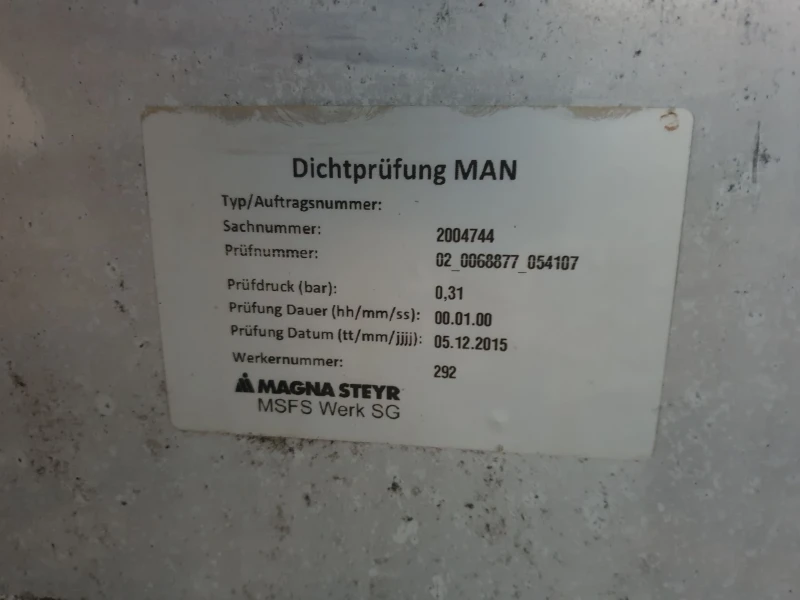 Dichtprüfung MAN
Typ/Auftragsnummer:
Sachnummer: 2004744
Prüfnummer: 02_0068877_054107
Prüfdruck (bar): 0,31
Prüfung Dauer (hh/mm/ss): 00.01.00
Prüfung Datum (tt/mm/jjjj): 05.12.2015
Werkernummer: 292
MAGNA STEYR
MSFS Werk SG